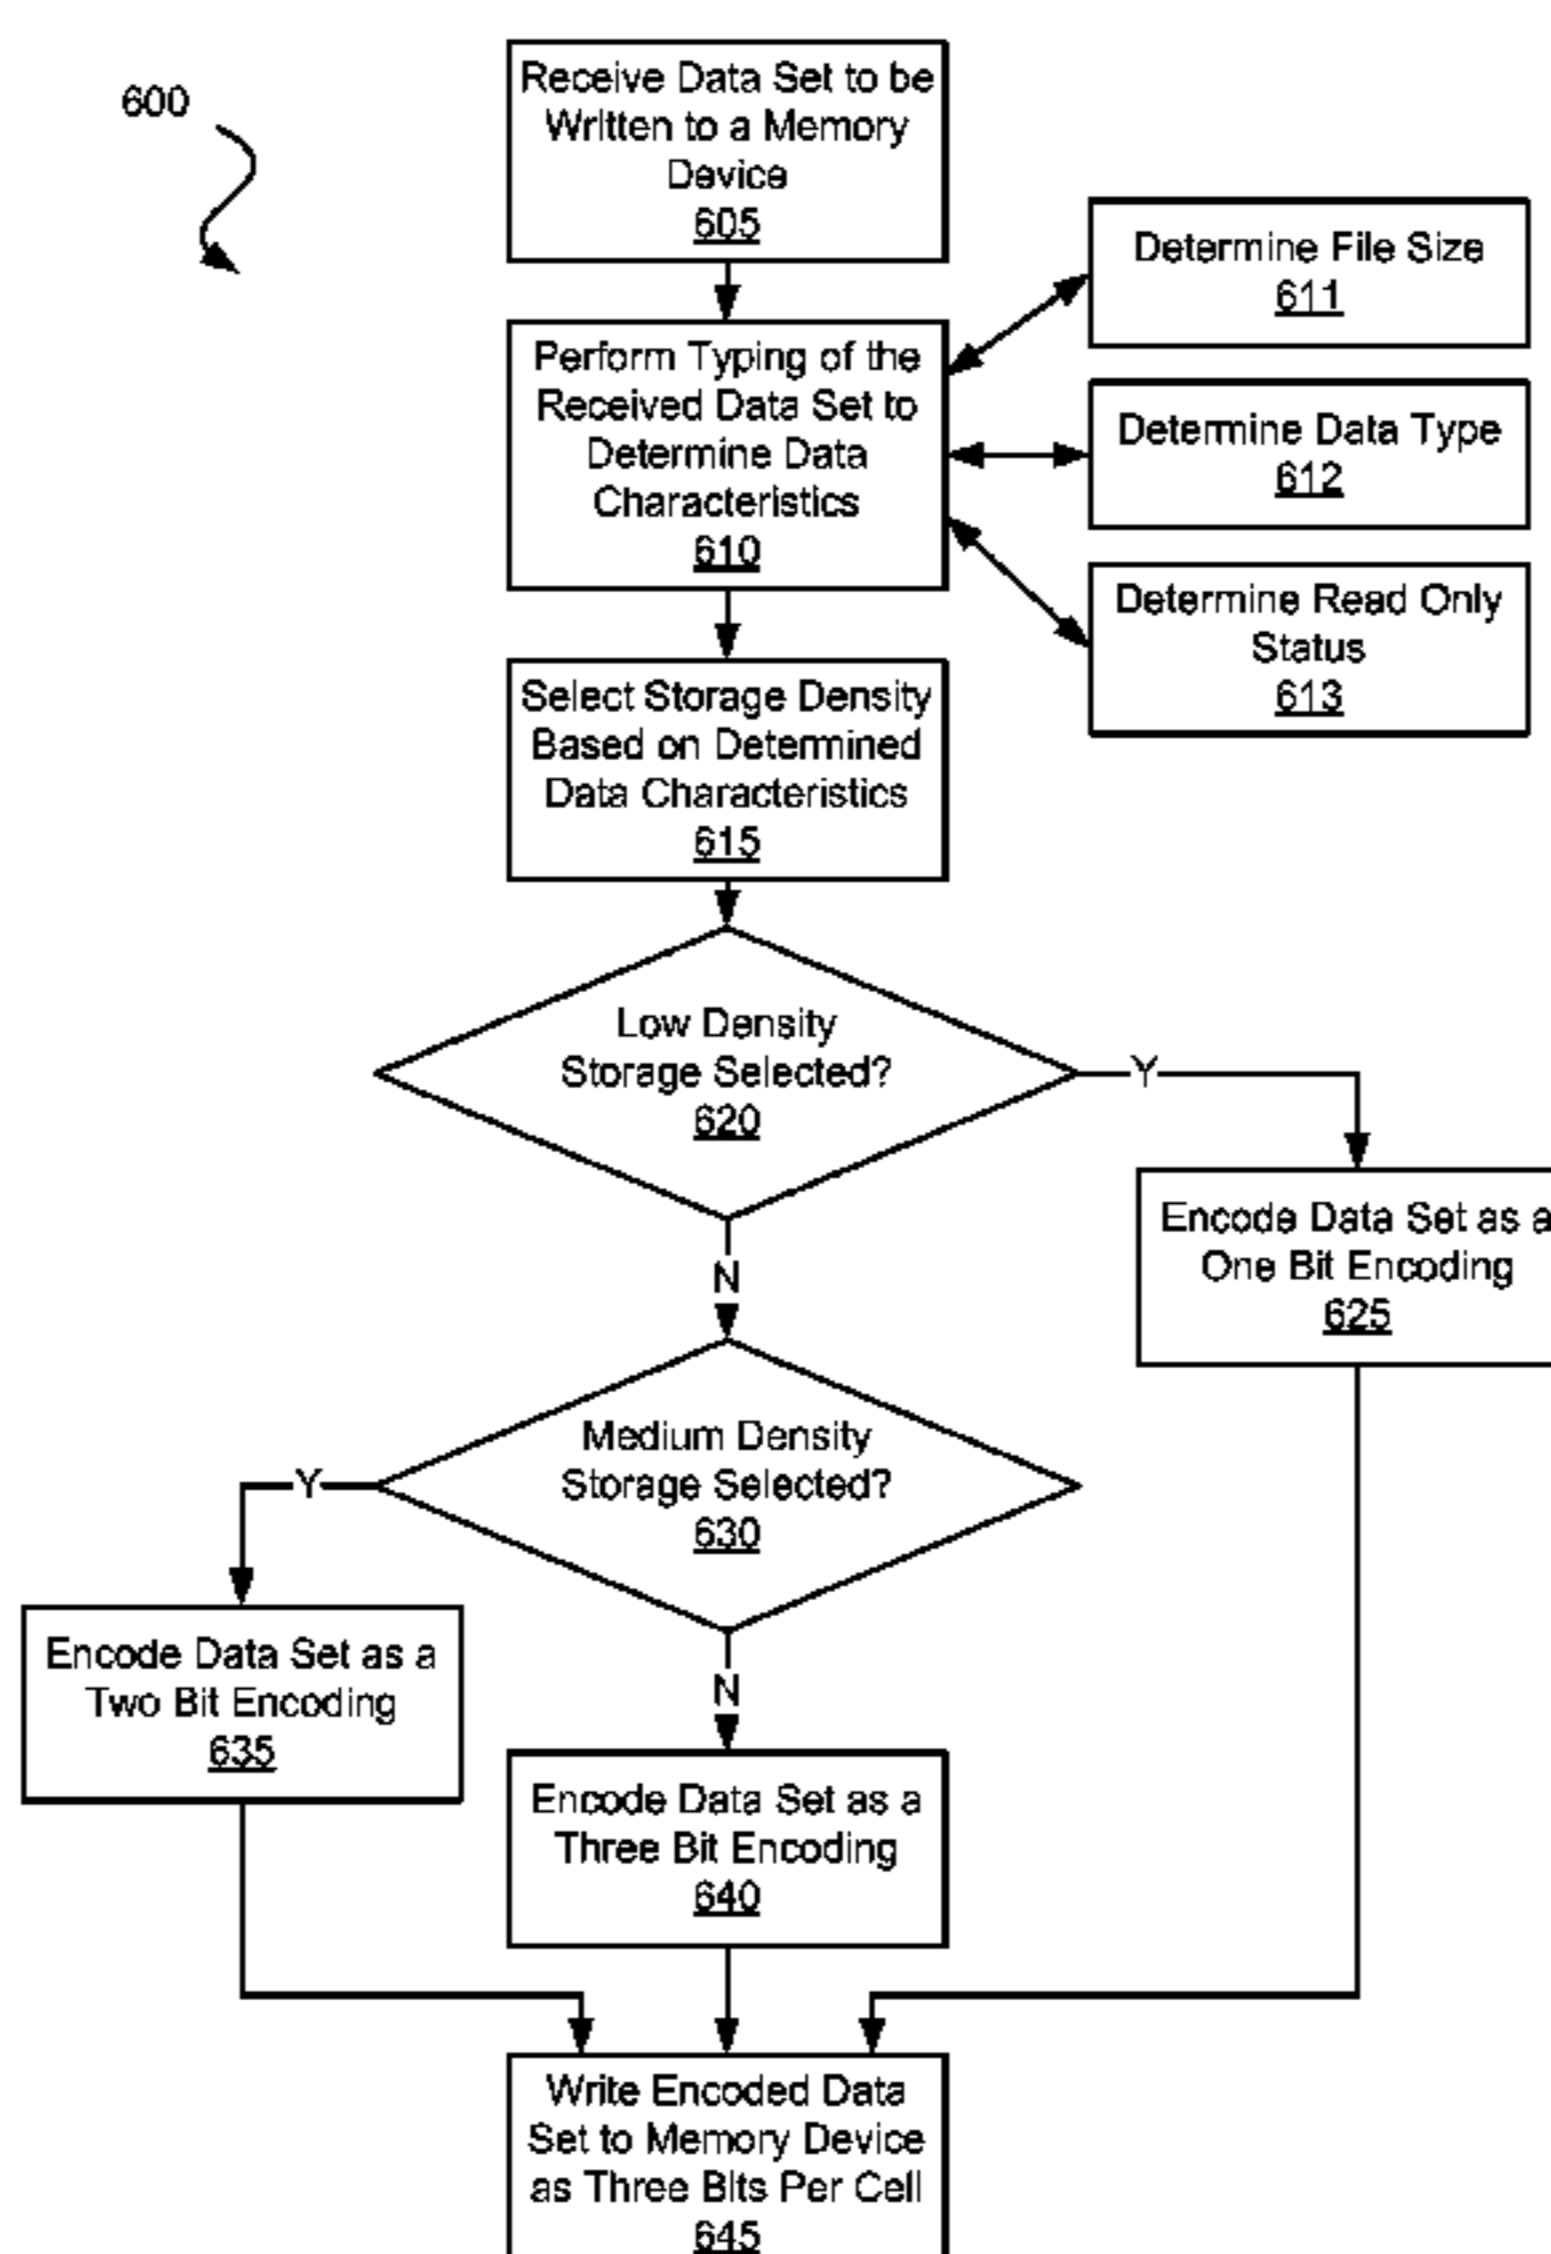 600
Receive Data Set to be
Written to a Memory
Device
605
Perform Typing of the
Received Data Set to
Determine Data
Characteristics
610
Determine File Size
611
Determine Data Type
612
Determine Read Only
Status
613
Select Storage Density
Based on Determined
Data Characteristics
615
Low Density
Storage Selected?
620
Y
N
Encode Data Set as a
One Bit Encoding
625
Medium Density
Storage Selected?
630
Y
N
Encode Data Set as a
Two Bit Encoding
635
Encode Data Set as a
Three Bit Encoding
640
Write Encoded Data
Set to Memory Device
as Three Bits Per Cell
645